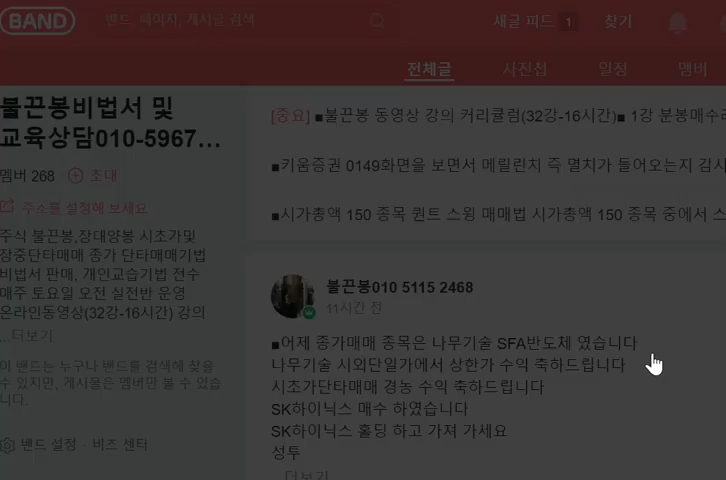 BAND
밴드, 페이지, 게시글 검색
새글 피드 1
찾기
전체글
사진첩
일정
멤버
불끈봉비법서 및
교육상담010-5967...
멤버 268
초대
주소를 설정해 보세요
주식 불끈봉,장대양봉 시초가및
장중단타매매 종가 단타매매기법
비법서 판매, 개인교습기법 전수
매주 토요일 오전 실전반 운영
온라인동영상(32강-16시간) 강의
...더보기
이 밴드는 누구나 밴드를 검색해 찾을
수 있지만, 게시물은 멤버만 볼 수 있습
니다.
밴드 설정 · 비즈 센터
[중요] ■불끈봉 동영상 강의 커리큘럼(32강-16시간)■ 1강 분봉매수
■키움증권 0149화면을 보면서 메릴린치 즉 멸치가 들어오는지 감시
■시가총액 150 종목 퀀트 스윙 매매법 시가총액 150 종목 중에서 스
불끈봉010 5115 2468
11시간 전
■어제 종가매매 종목은 나무기술 SFA반도체 였습니다
나무기술 시외단일가에서 상한가 수익 축하드립니다
시초가단타매매 경농 수익 축하드립니다
SK하이닉스 매수 하였습니다
SK하이닉스 홀딩 하고 가져 가세요
성투
...더보기